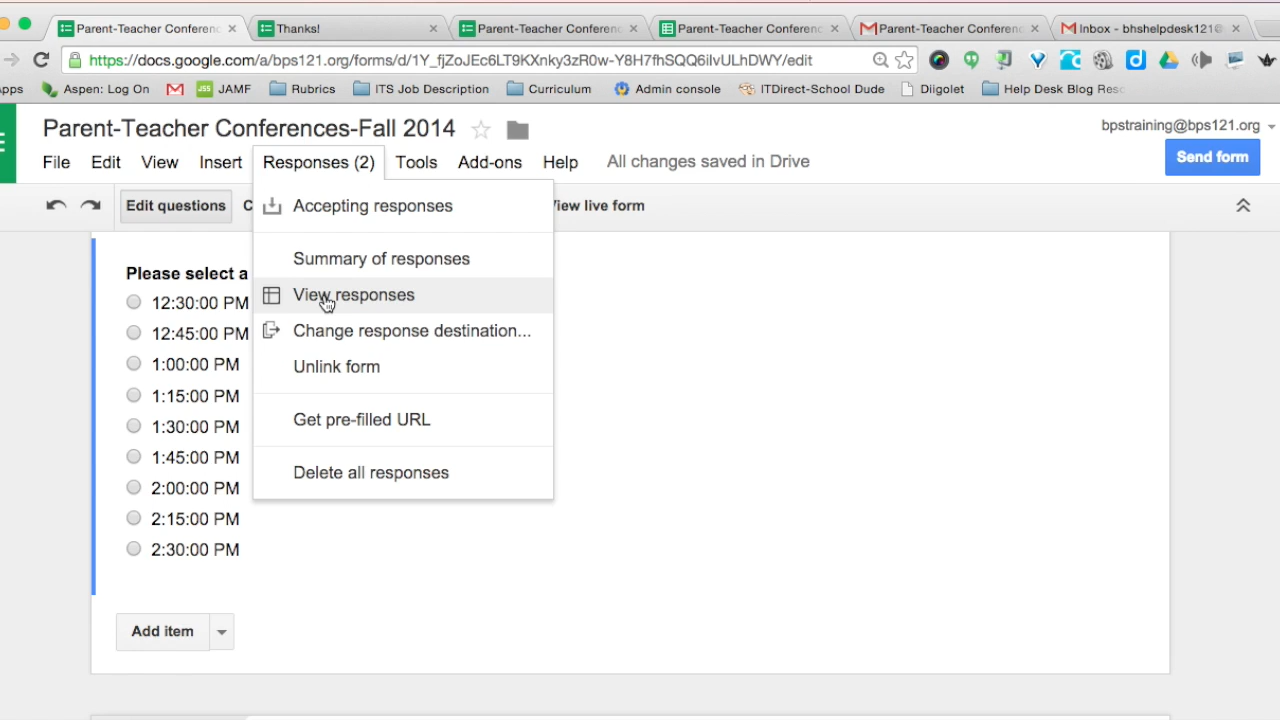 Parent-Teacher Conferenc
Thanks!
Parent-Teacher Conferenc
Parent-Teacher Conferenc
Parent-Teacher Conferenc
Inbox - bhshelpdesk121@
https://docs.google.com/a/bps121.org/forms/d/1Y_fjZoJEc6LT9KXnky3zR0w-Y8H7fhSQQ6ilvULhDWY/edit
Apps
Aspen: Log On
JSS JAMF
Rubrics
ITS Job Description
Curriculum
Admin console
ITDirect-School Dude
Diigolet
Help Desk Blog Resc
Parent-Teacher Conferences-Fall 2014
bpstraining@bps121.org
File Edit View Insert Responses (2) Tools Add-ons Help All changes saved in Drive
Send form
Edit questions C
View live form
Accepting responses
Summary of responses
View responses
Change response destination...
Unlink form
Get pre-filled URL
Delete all responses
Please select a
12:30:00 PM
12:45:00 PM
1:00:00 PM
1:15:00 PM
1:30:00 PM
1:45:00 PM
2:00:00 PM
2:15:00 PM
2:30:00 PM
Add item